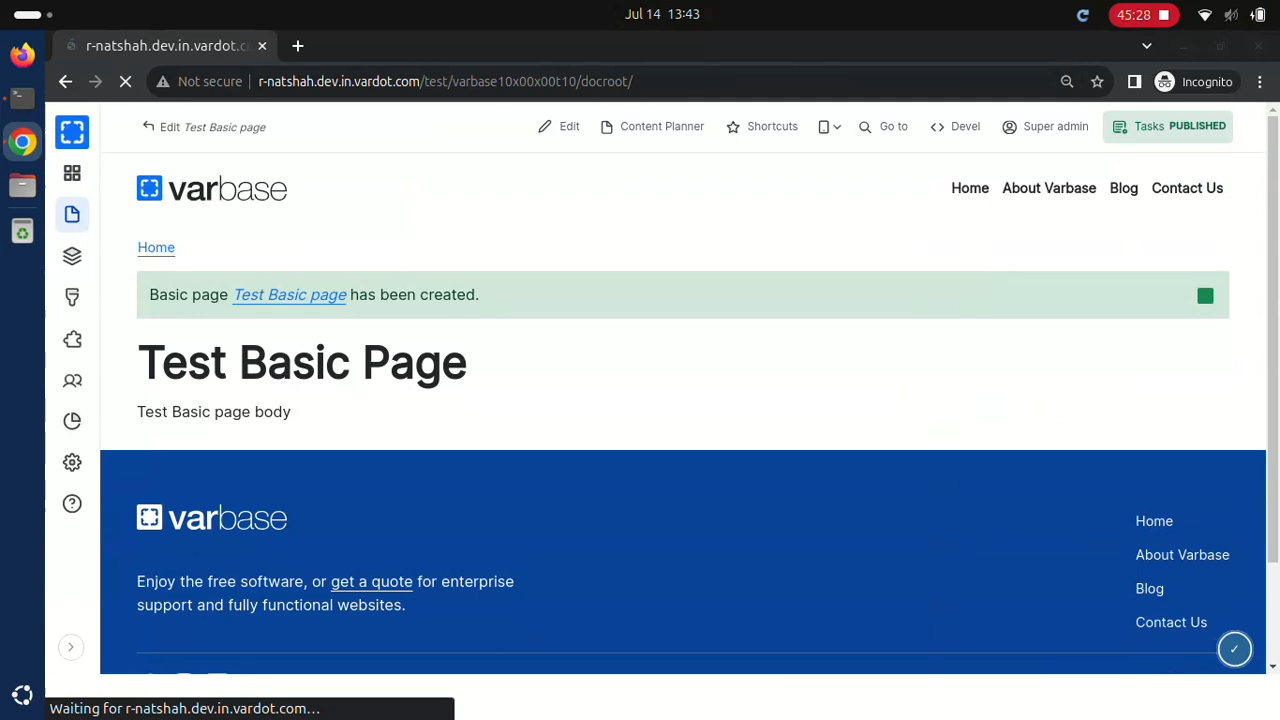 Jul 14 13:43
45:28
r-natshah.dev.in.vardot.c
Not secure
r-natshah.dev.in.vardot.com/test/varbase10x00x00t10/docroot/
Incognito
Edit Test Basic page
Edit
Content Planner
Shortcuts
Go to
Devel
Super admin
Tasks PUBLISHED
varbase
Home
About Varbase
Blog
Contact Us
Home
Basic page Test Basic page has been created.
Test Basic Page
Test Basic page body
varbase
Enjoy the free software, or get a quote for enterprise
support and fully functional websites.
Home
About Varbase
Blog
Contact Us
Waiting for r-natshah.dev.in.vardot.com...